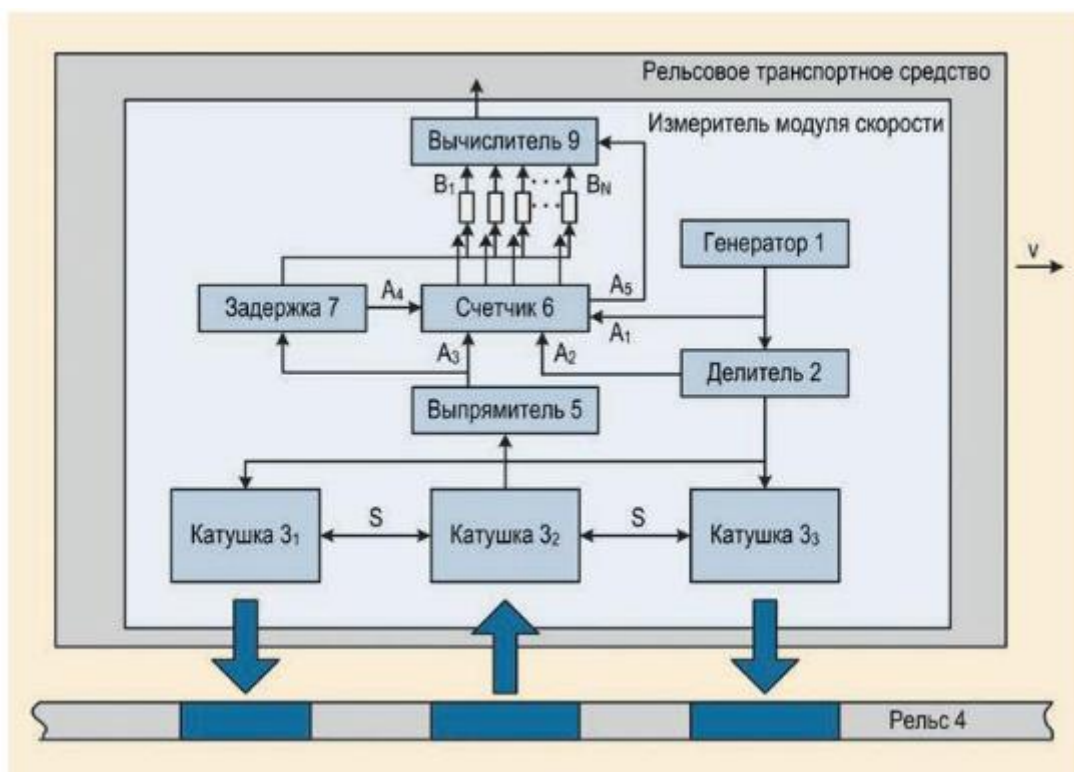 Рельсовое транспортное средство
Измеритель модуля скорости
Вычислитель 9
B₁
Bₙ
Генератор 1
v
Задержка 7
A₄
Счетчик 6
A₅
A₁
A₃
A₂
Делитель 2
Выпрямитель 5
Катушка 3₁
S
Катушка 3₂
S
Катушка 3₃
Рельс 4